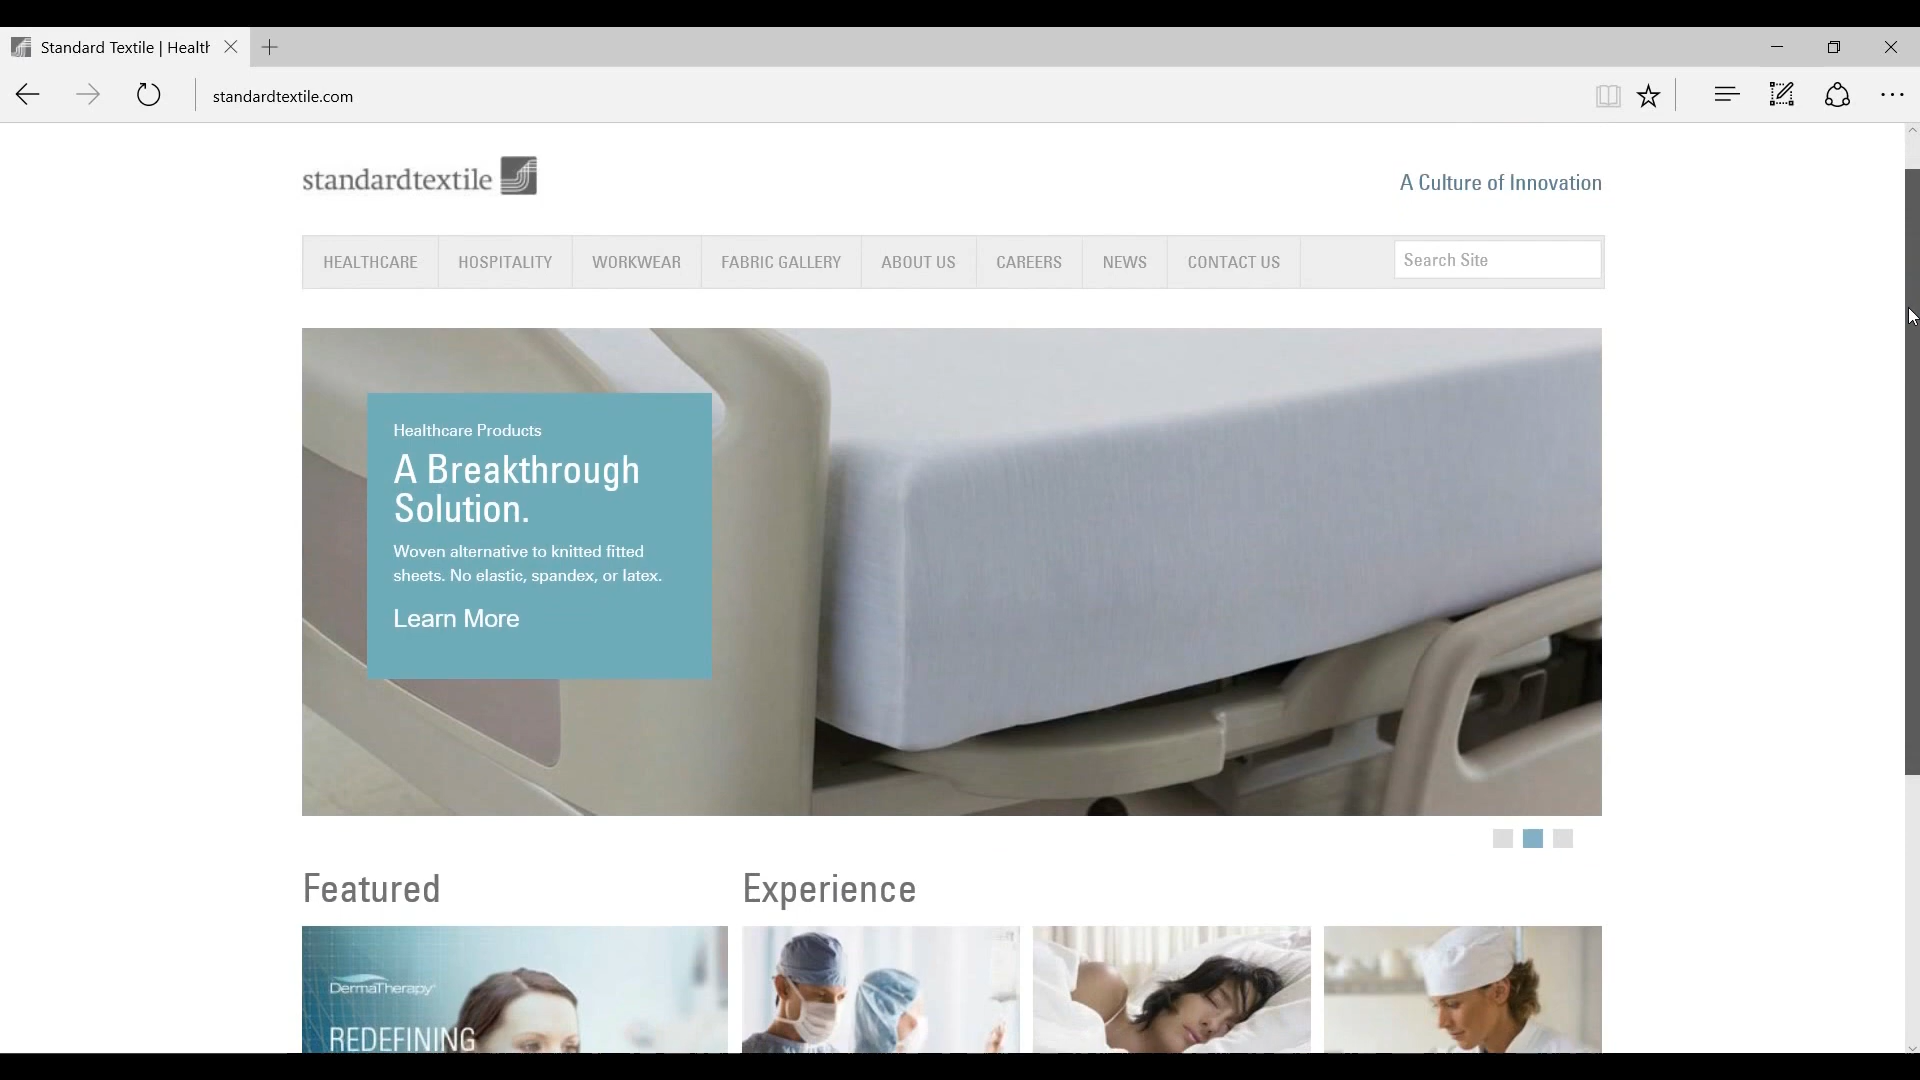 Standard Textile | Healt
standardtextile.com
standardtextile
A Culture of Innovation
HEALTHCARE
HOSPITALITY
WORKWEAR
FABRIC GALLERY
ABOUT US
CAREERS
NEWS
CONTACT US
Search Site
Healthcare Products
A Breakthrough
Solution.
Woven alternative to knitted fitted
sheets. No elastic, spandex, or latex.
Learn More
Featured
Experience
DermaTherapy
REDEFINING